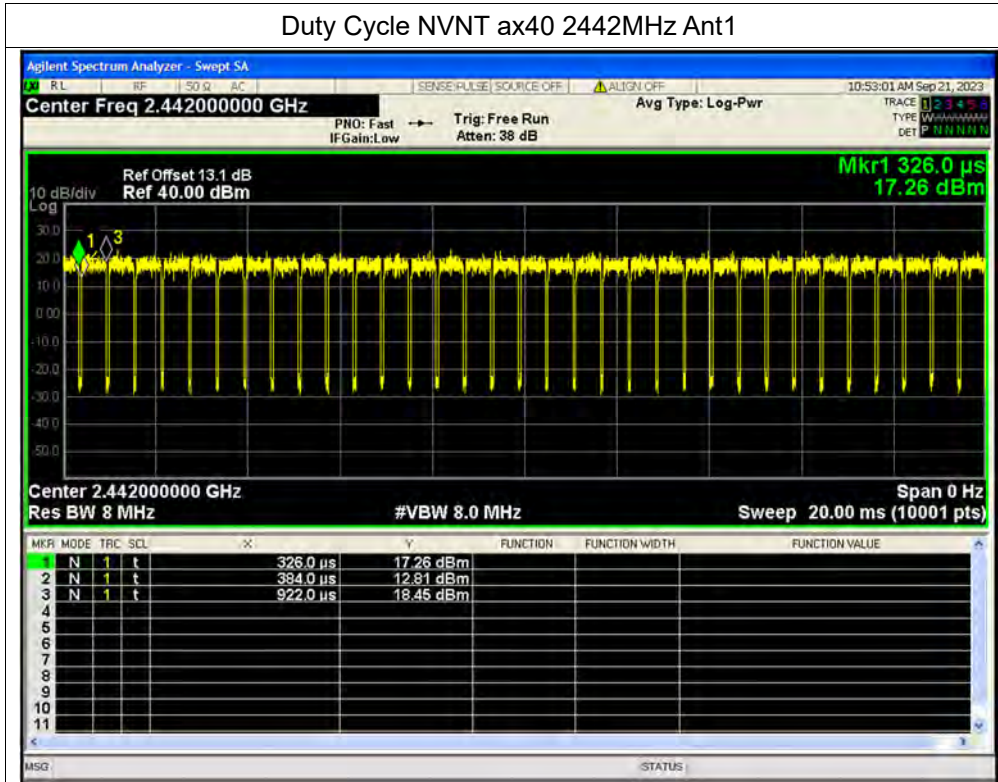 Duty Cycle NVNT ax40 2442MHz Ant1
Agilent Spectrum Analyzer - Swept SA
LXI RL RF 50 Ω AC SENSE:PULSE SOURCE OFF ALIGN OFF 10:53:01 AM Sep 21, 2023
Center Freq 2.442000000 GHz
Avg Type: Log-Pwr
TRACE 1 2 3 4 5 6
PNO: Fast Trig: Free Run
TYPE W
IFGain:Low Atten: 38 dB
DET P N N N N N
Mkr1 326.0 µs
17.26 dBm
Ref Offset 13.1 dB
10 dB/div Ref 40.00 dBm
Log
30.0
1 3
20.0
10.0
0.00
-10.0
-20.0
-30.0
-40.0
-50.0
Center 2.442000000 GHz Span 0 Hz
Res BW 8 MHz #VBW 8.0 MHz Sweep 20.00 ms (10001 pts)
MKR MODE TRC SCL X Y FUNCTION FUNCTION WIDTH FUNCTION VALUE
1 N 1 t 326.0 µs 17.26 dBm
2 N 1 t 384.0 µs 12.81 dBm
3 N 1 t 922.0 µs 18.45 dBm
4
5
6
7
8
9
10
11
MSG STATUS